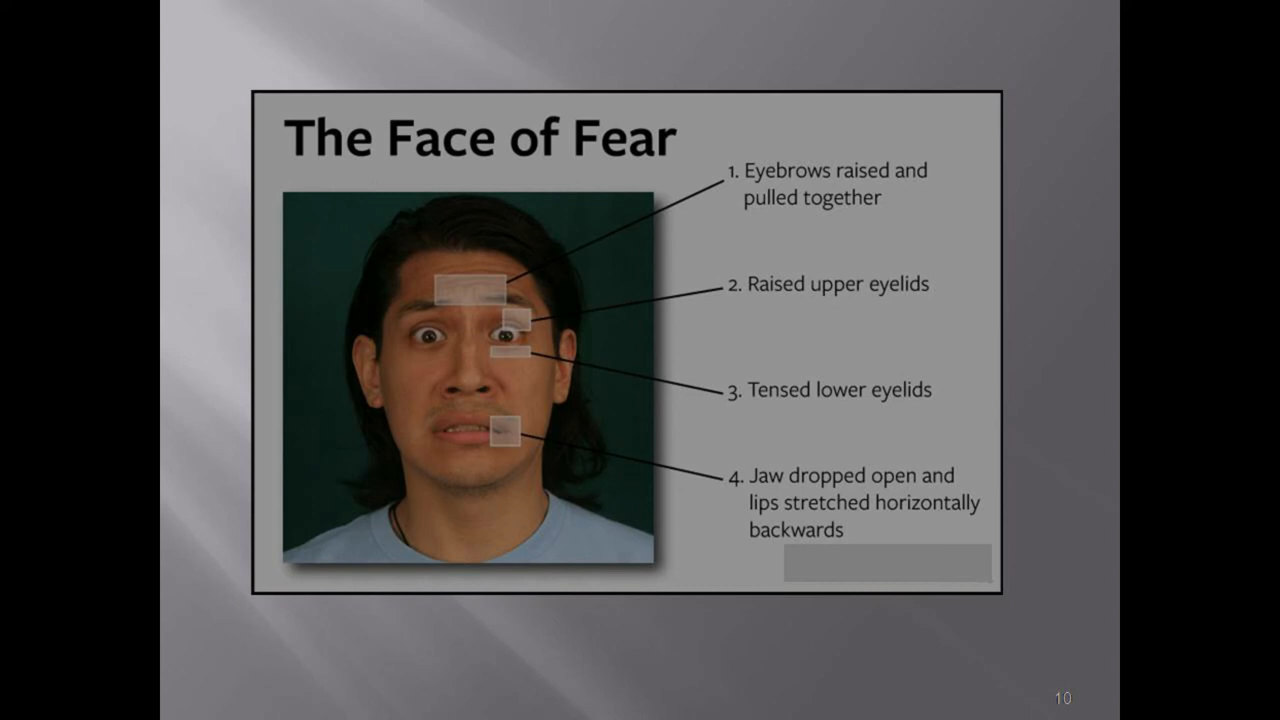 The Face of Fear
1. Eyebrows raised and
pulled together
2. Raised upper eyelids
3. Tensed lower eyelids
4. Jaw dropped open and
lips stretched horizontally
backwards
10